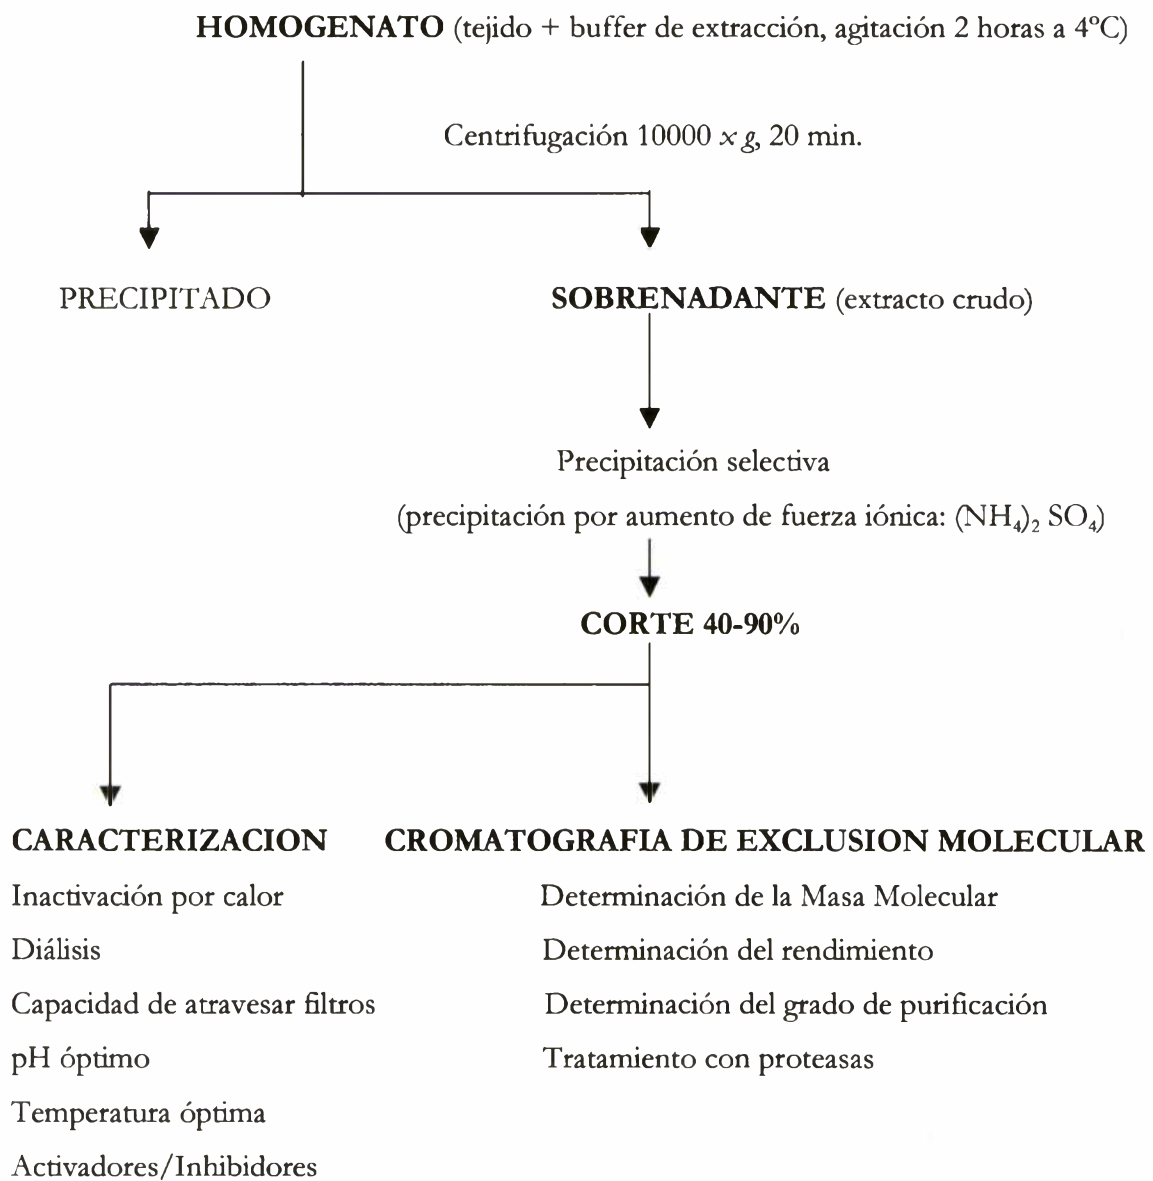 HOMOGENATO (tejido + buffer de extracción, agitación 2 horas a 4ºC)
Centrifugación 10000 x g, 20 min.
PRECIPITADO
SOBRENADANTE (extracto crudo)
Precipitación selectiva
(precipitación por aumento de fuerza iónica: (NH₄)₂ SO₄)
CORTE 40-90%
CARACTERIZACION
Inactivación por calor
Diálisis
Capacidad de atravesar filtros
pH óptimo
Temperatura óptima
Activadores/Inhibidores
CROMATOGRAFIA DE EXCLUSION MOLECULAR
Determinación de la Masa Molecular
Determinación del rendimiento
Determinación del grado de purificación
Tratamiento con proteasas